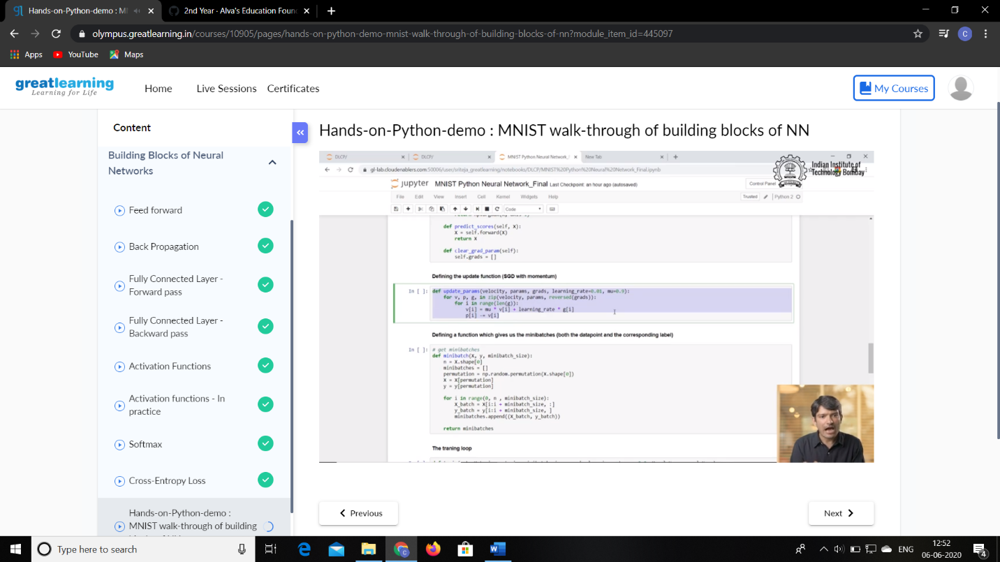 Hands-on-Python-demo : M
2nd Year · Alva's Education Foun
olympus.greatlearning.in/courses/10905/pages/hands-on-python-demo-mnist-walk-through-of-building-blocks-of-nn?module_item_id=445097
C
Apps
YouTube
Maps
greatlearning
Learning for Life
Home
Live Sessions
Certificates
My Courses
Content
Building Blocks of Neural
Networks
Feed forward
Back Propagation
Fully Connected Layer -
Forward pass
Fully Connected Layer -
Backward pass
Activation Functions
Activation functions - In
practice
Softmax
Cross-Entropy Loss
Hands-on-Python-demo :
MNIST walk-through of building
Hands-on-Python-demo : MNIST walk-through of building blocks of NN
DLCP/
DLCP/
MNIST Python Neural Network_
New Tab
Indian Institute of
Technology Bombay
gl-lab.cloudenablers.com:50006/user/sriteja_greatlearning/notebooks/DLCP/MNIST%20Python%20Neural%20Network_Final.ipynb
jupyter MNIST Python Neural Network_Final Last Checkpoint: an hour ago (autosaved)
Control Panel
File Edit View Insert Cell Kernel Widgets Help
Trusted
Python 2
Code
def predict_scores(self, X):
X = self.forward(X)
return X
def clear_grad_param(self):
self.grads = []
Defining the update function (SGD with momentum)
In [ ]: def update_params(velocity, params, grads, learning_rate=0.01, mu=0.9):
for v, p, g, in zip(velocity, params, reversed(grads)):
for i in range(len(g)):
v[i] = mu * v[i] + learning_rate * g[i]
p[i] -= v[i]
Defining a function which gives us the minibatches (both the datapoint and the corresponding label)
In [ ]: # get minibatches
def minibatch(X, y, minibatch_size):
n = X.shape[0]
minibatches = []
permutation = np.random.permutation(X.shape[0])
X = X[permutation]
y = y[permutation]
for i in range(0, n , minibatch_size):
X_batch = X[i:i + minibatch_size, :]
y_batch = y[i:i + minibatch_size, ]
minibatches.append((X_batch, y_batch))
return minibatches
The traning loop
Previous
Next
Type here to search
ENG
12:52
06-06-2020
4